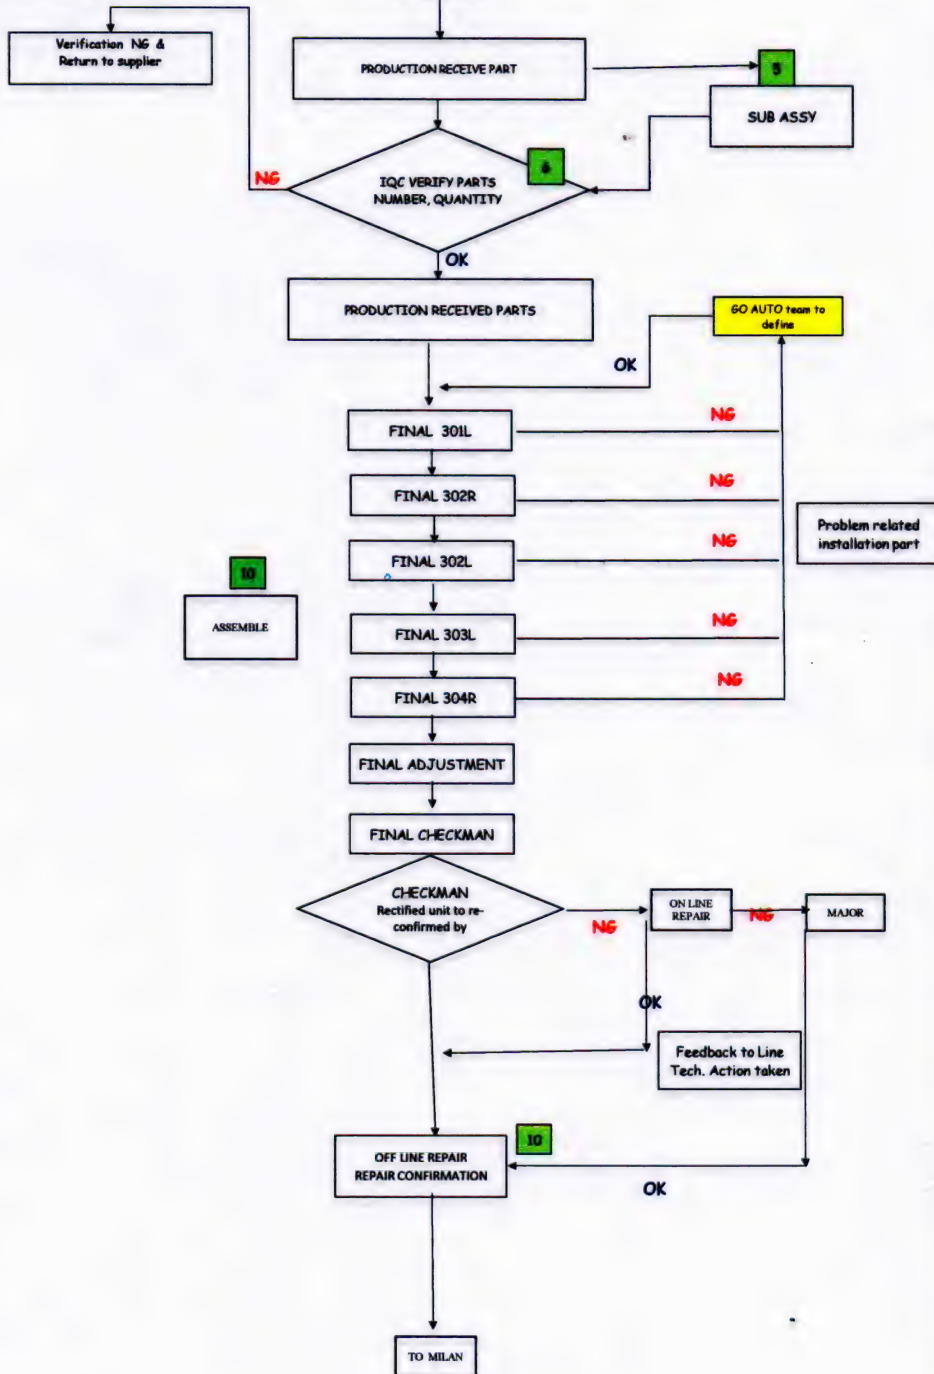 Verification NG &
Return to supplier
PRODUCTION RECEIVE PART
5
SUB ASSY
NG
IQC VERIFY PARTS
NUMBER, QUANTITY
6
OK
PRODUCTION RECEIVED PARTS
GO AUTO team to
define
OK
FINAL 301L
NG
FINAL 302R
NG
Problem related
installation part
FINAL 302L
NG
10
ASSEMBLE
FINAL 303L
NG
FINAL 304R
NG
FINAL ADJUSTMENT
FINAL CHECKMAN
CHECKMAN
Rectified unit to re-
confirmed by
NG
ON LINE
REPAIR
NG
MAJOR
OK
Feedback to Line
Tech. Action taken
OFF LINE REPAIR
REPAIR CONFIRMATION
10
OK
TO MILAN